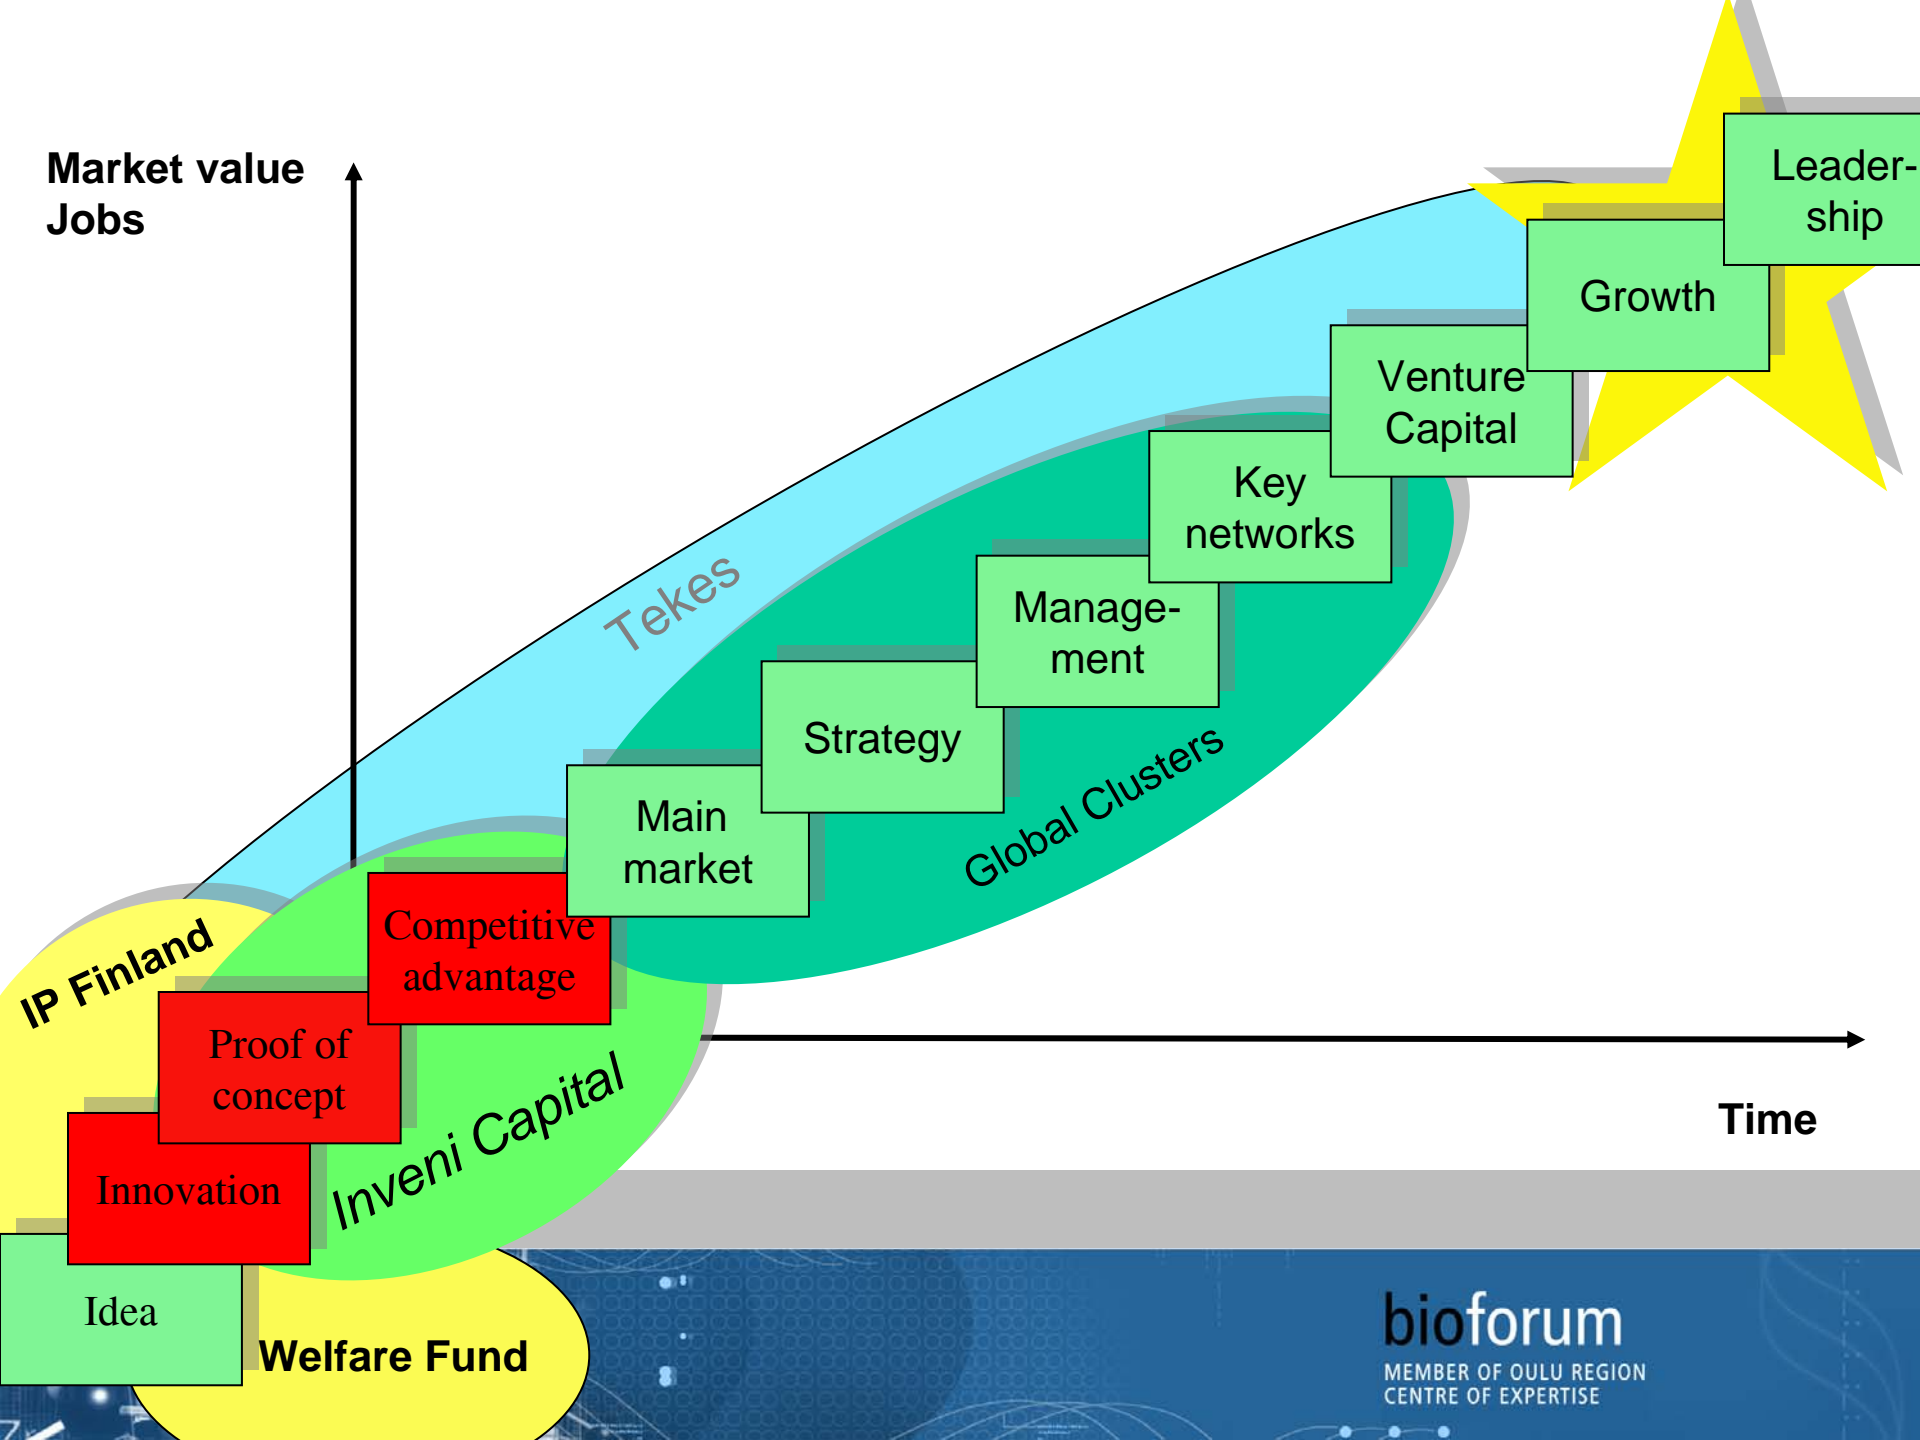 Market value
Jobs
Leader-
ship
Growth
Venture
Capital
Key
networks
Tekes
Manage-
ment
Strategy
Global Clusters
Main
market
Competitive
advantage
IP Finland
Proof of
concept
Inveni Capital
Time
Innovation
Idea
Welfare Fund
bioforum
MEMBER OF OULU REGION
CENTRE OF EXPERTISE